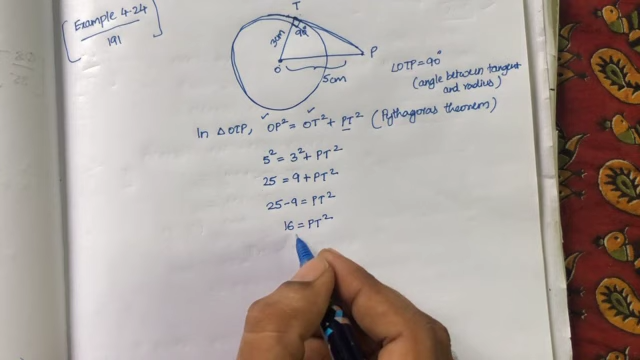 Example 4.24
191
T
3cm
90°
O
P
5cm
∠OTP = 90°
(angle between tangent
and radius)
In △OTP, OP² = OT² + PT² (Pythagoras theorem)
5² = 3² + PT²
25 = 9 + PT²
25 - 9 = PT²
16 = PT²